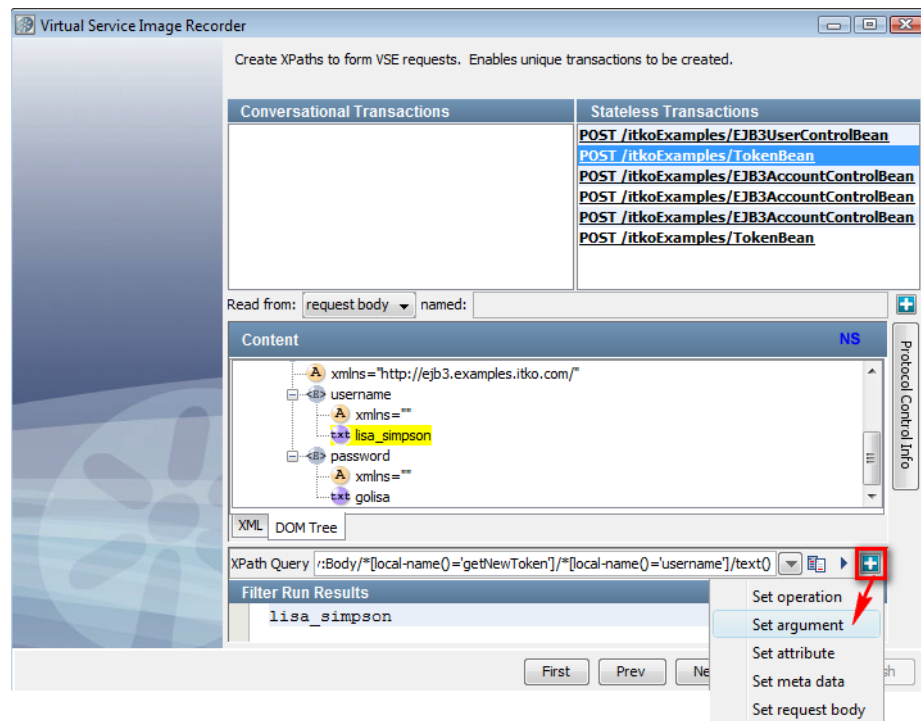 Virtual Service Image Recorder
Create XPaths to form VSE requests. Enables unique transactions to be created.
Conversational Transactions
Stateless Transactions
POST /itkoExamples/EJB3UserControlBean
POST /itkoExamples/TokenBean
POST /itkoExamples/EJB3AccountControlBean
POST /itkoExamples/EJB3AccountControlBean
POST /itkoExamples/EJB3AccountControlBean
POST /itkoExamples/TokenBean
Read from: request body named:
Content NS
Protocol Control Info
A xmlns="http://ejb3.examples.itko.com/"
<E> username
A xmlns=""
txt lisa_simpson
<E> password
A xmlns=""
txt golisa
XML DOM Tree
XPath Query :Body/*[local-name()='getNewToken']/*[local-name()='username']/text()
Filter Run Results
lisa_simpson
Set operation
Set argument
Set attribute
Set meta data
Set request body
First Prev Ne sh